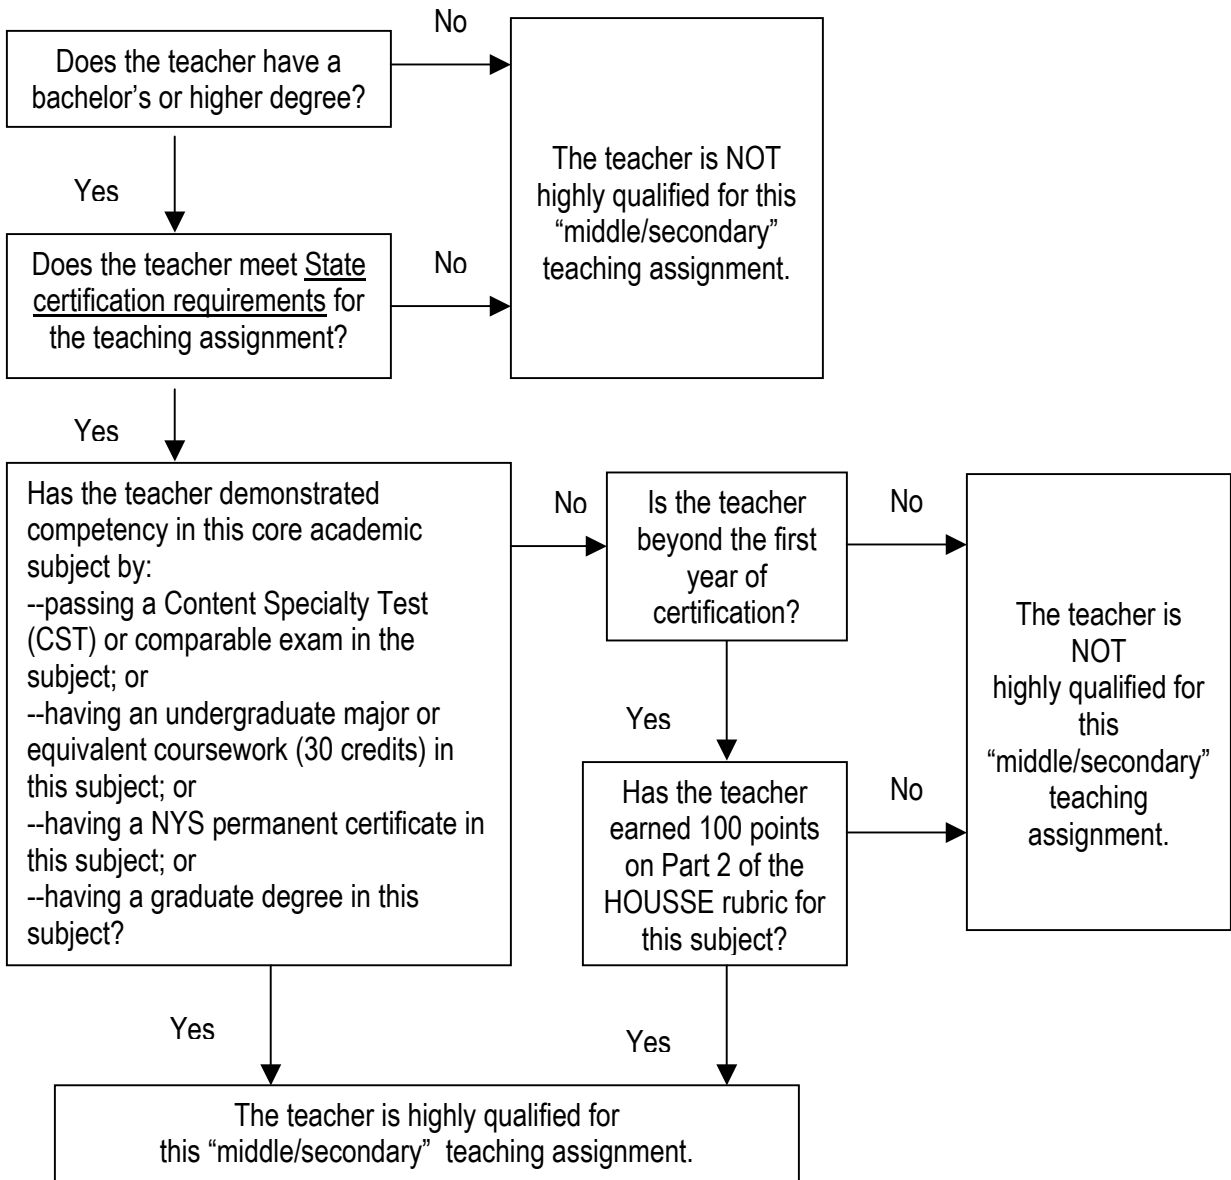 No
Does the teacher have a
bachelor’s or higher degree?
The teacher is NOT
highly qualified for this
“middle/secondary”
teaching assignment.
Yes
Does the teacher meet State
certification requirements for
the teaching assignment?
No
Yes
Has the teacher demonstrated
competency in this core academic
subject by:
--passing a Content Specialty Test
(CST) or comparable exam in the
subject; or
--having an undergraduate major or
equivalent coursework (30 credits) in
this subject; or
--having a NYS permanent certificate in
this subject; or
--having a graduate degree in this
subject?
No
Is the teacher
beyond the first
year of
certification?
No
The teacher is
NOT
highly qualified for
this
“middle/secondary”
teaching
assignment.
Yes
Has the teacher
earned 100 points
on Part 2 of the
HOUSSE rubric for
this subject?
No
Yes
Yes
The teacher is highly qualified for
this “middle/secondary” teaching assignment.